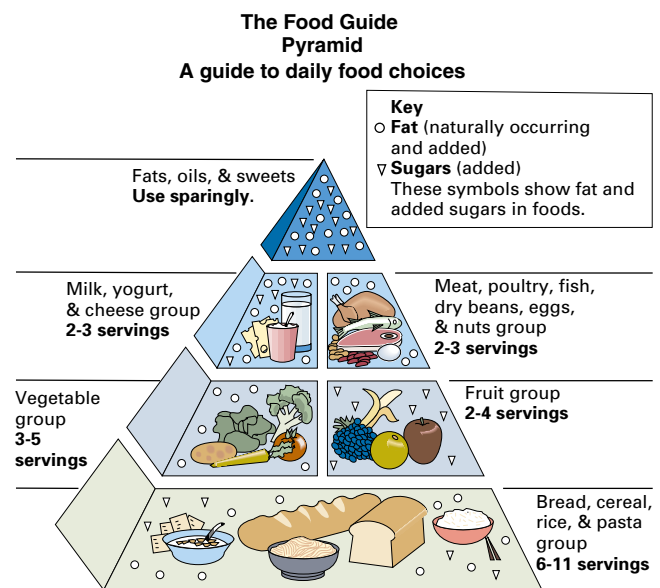 The Food Guide
Pyramid
A guide to daily food choices
Key
Fat (naturally occurring
and added)
Sugars (added)
These symbols show fat and
added sugars in foods.
Fats, oils, & sweets
Use sparingly.
Milk, yogurt,
& cheese group
2-3 servings
Meat, poultry, fish,
dry beans, eggs,
& nuts group
2-3 servings
Vegetable
group
3-5
servings
Fruit group
2-4 servings
Bread, cereal,
rice, & pasta
group
6-11 servings